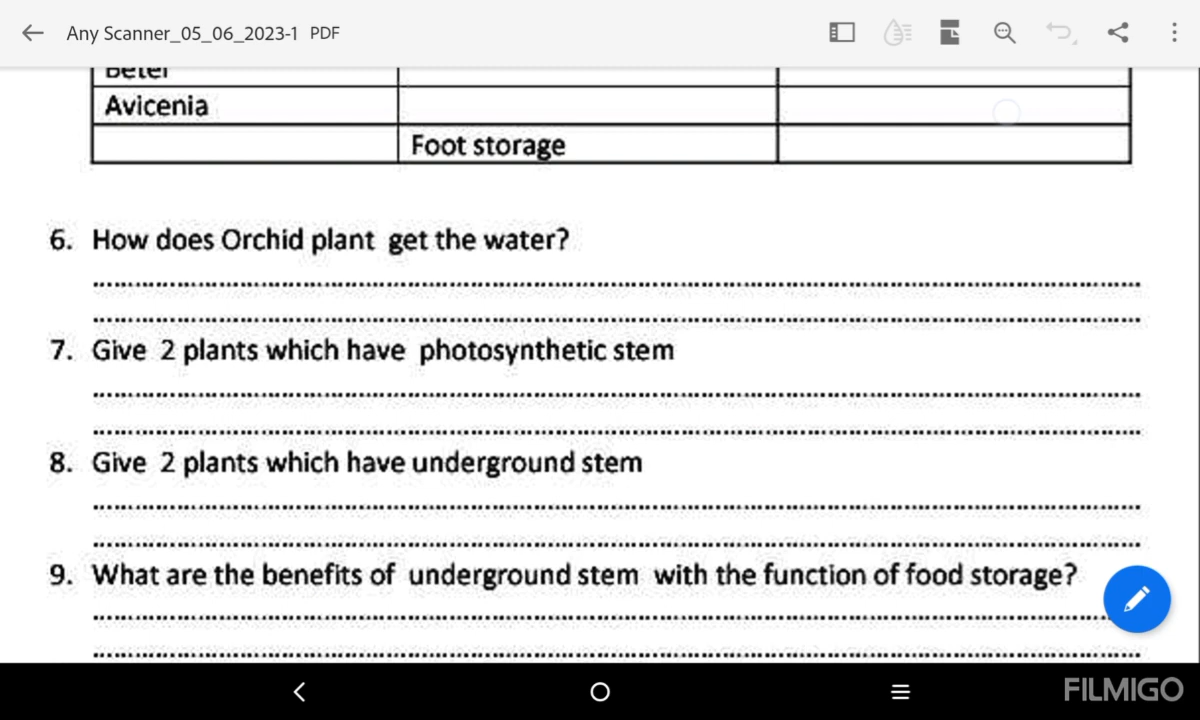 Any Scanner_05_06_2023-1 PDF
Betel
Avicenia
Foot storage
6. How does Orchid plant get the water?
7. Give 2 plants which have photosynthetic stem
8. Give 2 plants which have underground stem
9. What are the benefits of underground stem with the function of food storage?
FILMIGO